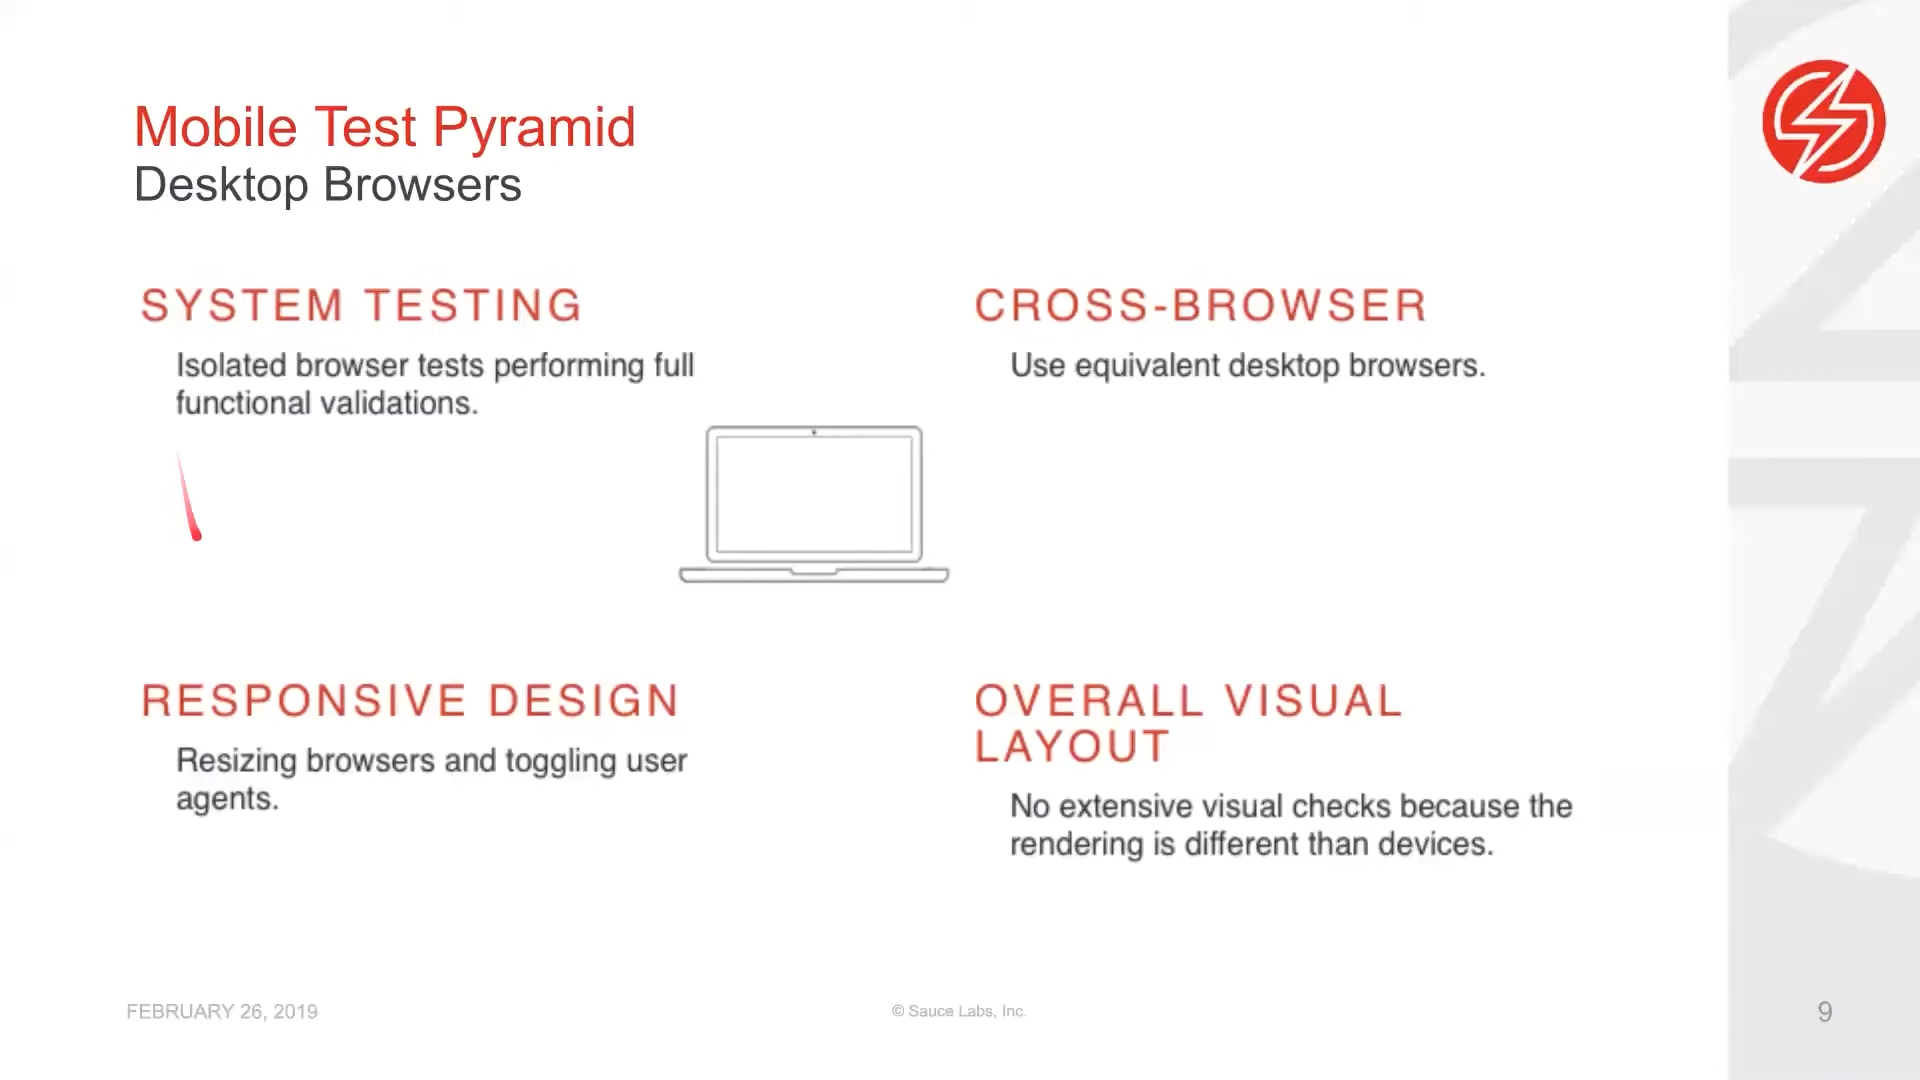 Mobile Test Pyramid
Desktop Browsers
SYSTEM TESTING
Isolated browser tests performing full
functional validations.
CROSS-BROWSER
Use equivalent desktop browsers.
RESPONSIVE DESIGN
Resizing browsers and toggling user
agents.
OVERALL VISUAL
LAYOUT
No extensive visual checks because the
rendering is different than devices.
FEBRUARY 26, 2019
© Sauce Labs, Inc.
9